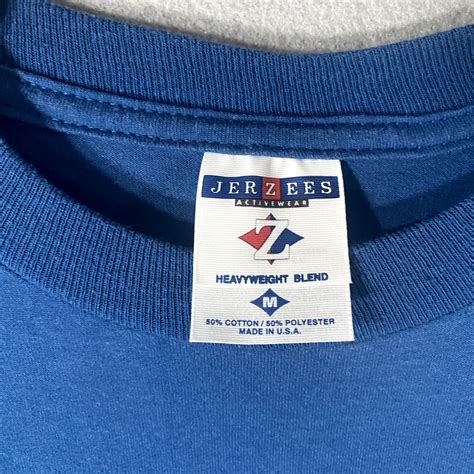 JERZEES
ACTIVEWEAR
Z
HEAVYWEIGHT BLEND
M
50% COTTON / 50% POLYESTER
MADE IN U.S.A.